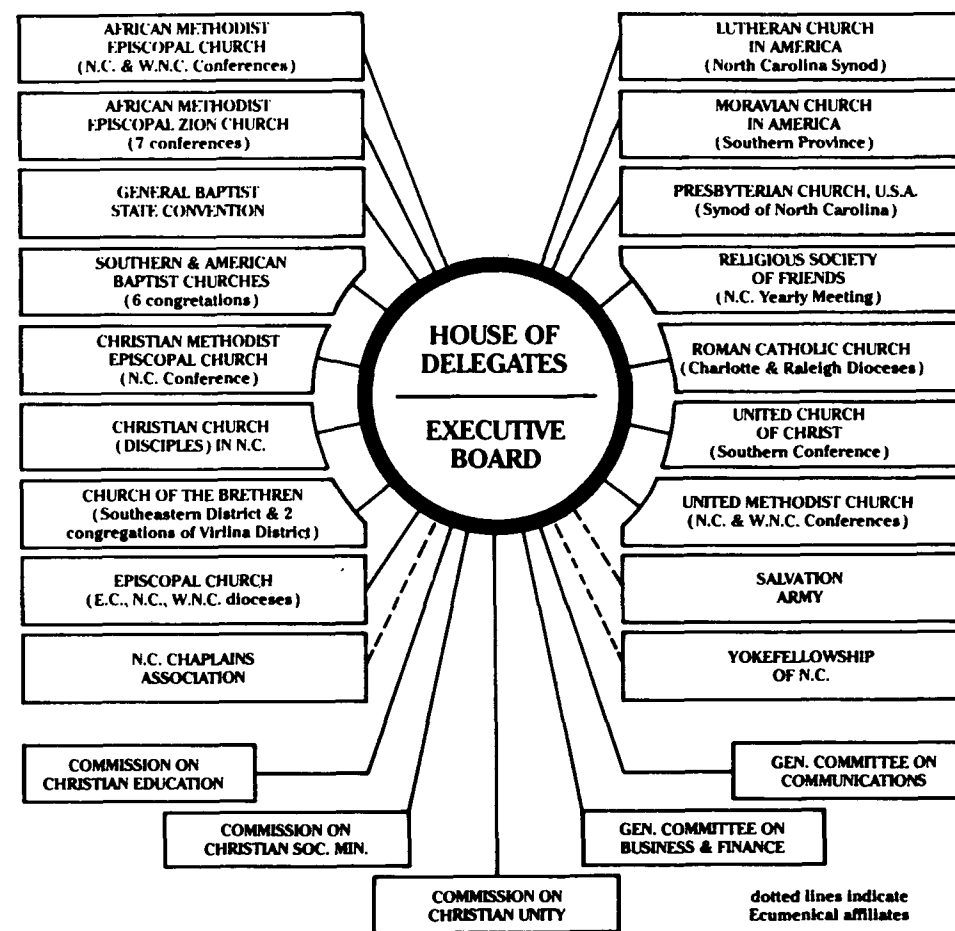 AFRICAN METHODIST
EPISCOPAL CHURCH
(N.C. & W.N.C. Conferences)
AFRICAN METHODIST
EPISCOPAL ZION CHURCH
(7 conferences)
GENERAL BAPTIST
STATE CONVENTION
SOUTHERN & AMERICAN
BAPTIST CHURCHES
(6 congretations)
CHRISTIAN METHODIST
EPISCOPAL CHURCH
(N.C. Conference)
CHRISTIAN CHURCH
(DISCIPLES) IN N.C.
CHURCH OF THE BRETHREN
(Southeastern District & 2
congregations of Virlina District)
EPISCOPAL CHURCH
(E.C., N.C., W.N.C. dioceses)
N.C. CHAPLAINS
ASSOCIATION
HOUSE OF
DELEGATES
EXECUTIVE
BOARD
LUTHERAN CHURCH
IN AMERICA
(North Carolina Synod)
MORAVIAN CHURCH
IN AMERICA
(Southern Province)
PRESBYTERIAN CHURCH, U.S.A.
(Synod of North Carolina)
RELIGIOUS SOCIETY
OF FRIENDS
(N.C. Yearly Meeting)
ROMAN CATHOLIC CHURCH
(Charlotte & Raleigh Dioceses)
UNITED CHURCH
OF CHRIST
(Southern Conference)
UNITED METHODIST CHURCH
(N.C. & W.N.C. Conferences)
SALVATION
ARMY
YOKEFELLOWSHIP
OF N.C.
COMMISSION ON
CHRISTIAN EDUCATION
COMMISSION ON
CHRISTIAN SOC. MIN.
COMMISSION ON
CHRISTIAN UNITY
GEN. COMMITTEE ON
BUSINESS & FINANCE
GEN. COMMITTEE ON
COMMUNICATIONS
dotted lines indicate
Ecumenical affiliates